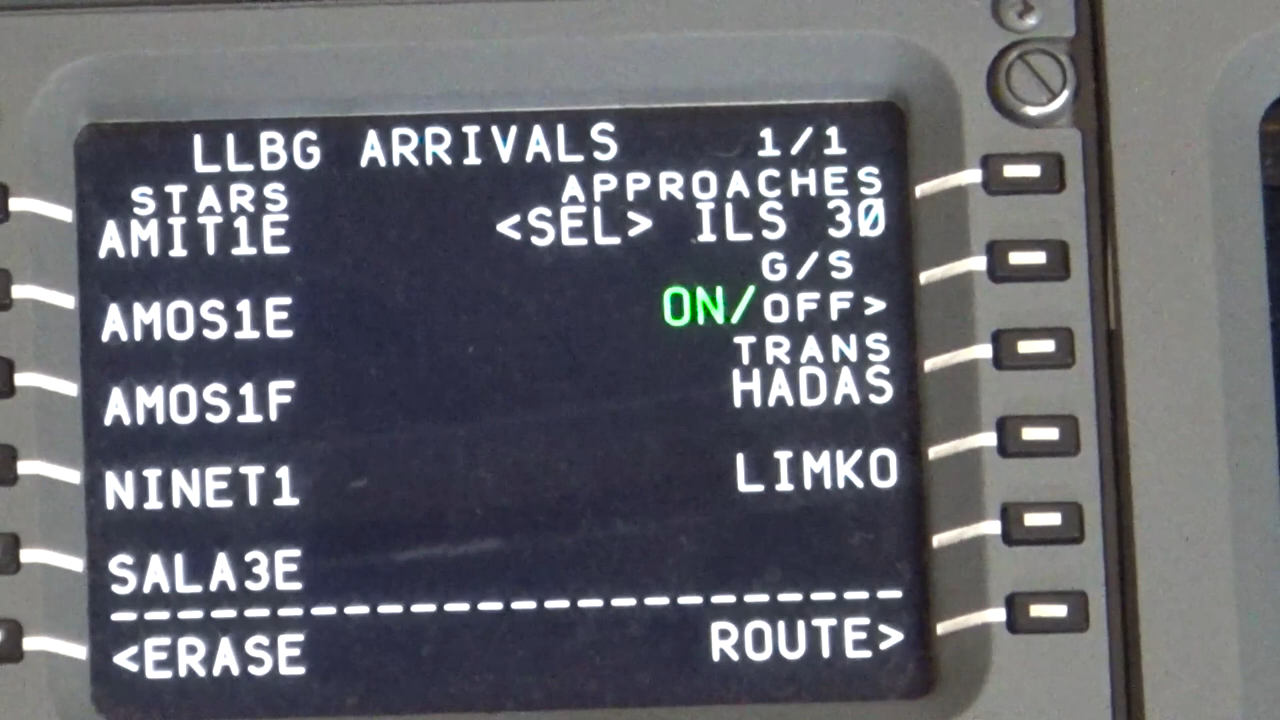 LLBG ARRIVALS 1/1
STARS APPROACHES
AMIT1E <SEL> ILS 30
G/S
AMOS1E ON/OFF>
TRANS
AMOS1F HADAS
NINET1 LIMKO
SALA3E
------------------------
<ERASE ROUTE>